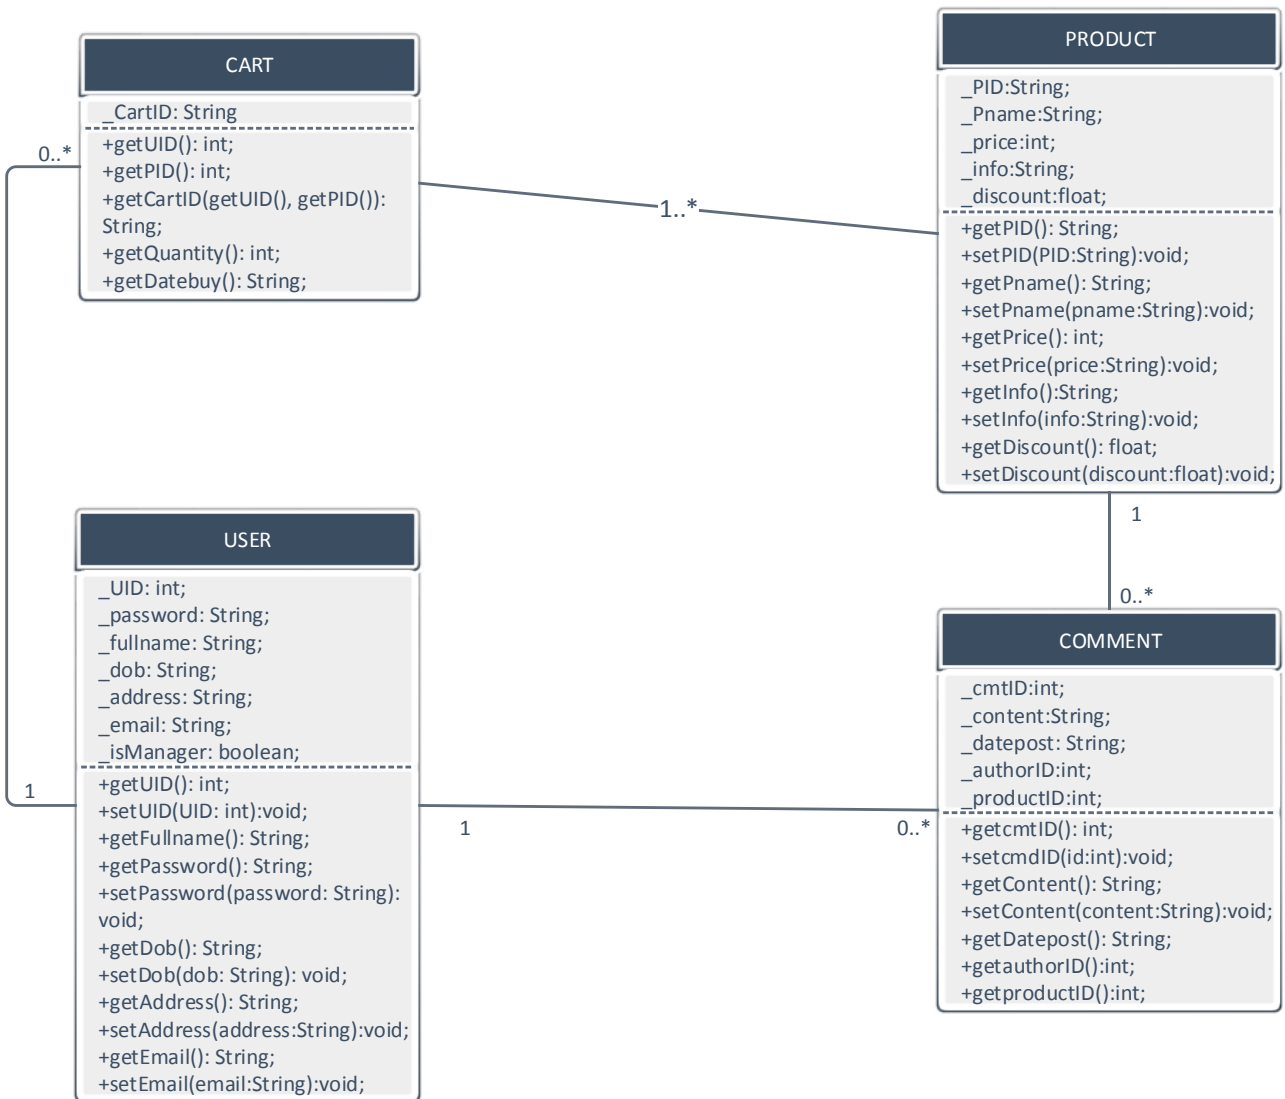 CART
_CartID: String
+getUID(): int;
+getPID(): int;
+getCartID(getUID(), getPID()):
String;
+getQuantity(): int;
+getDatebuy(): String;
0..*
1..*
PRODUCT
_PID:String;
_Pname:String;
_price:int;
_info:String;
_discount:float;
+getPID(): String;
+setPID(PID:String):void;
+getPname(): String;
+setPname(pname:String):void;
+getPrice(): int;
+setPrice(price:String):void;
+getInfo():String;
+setInfo(info:String):void;
+getDiscount(): float;
+setDiscount(discount:float):void;
1
0..*
USER
_UID: int;
_password: String;
_fullname: String;
_dob: String;
_address: String;
_email: String;
_isManager: boolean;
+getUID(): int;
+setUID(UID: int):void;
+getFullname(): String;
+getPassword(): String;
+setPassword(password: String):
void;
+getDob(): String;
+setDob(dob: String): void;
+getAddress(): String;
+setAddress(address:String):void;
+getEmail(): String;
+setEmail(email:String):void;
1
1
0..*
COMMENT
_cmtID:int;
_content:String;
_datepost: String;
_authorID:int;
_productID:int;
+getcmtID(): int;
+setcmdID(id:int):void;
+getContent(): String;
+setContent(content:String):void;
+getDatepost(): String;
+getauthorID():int;
+getproductID():int;